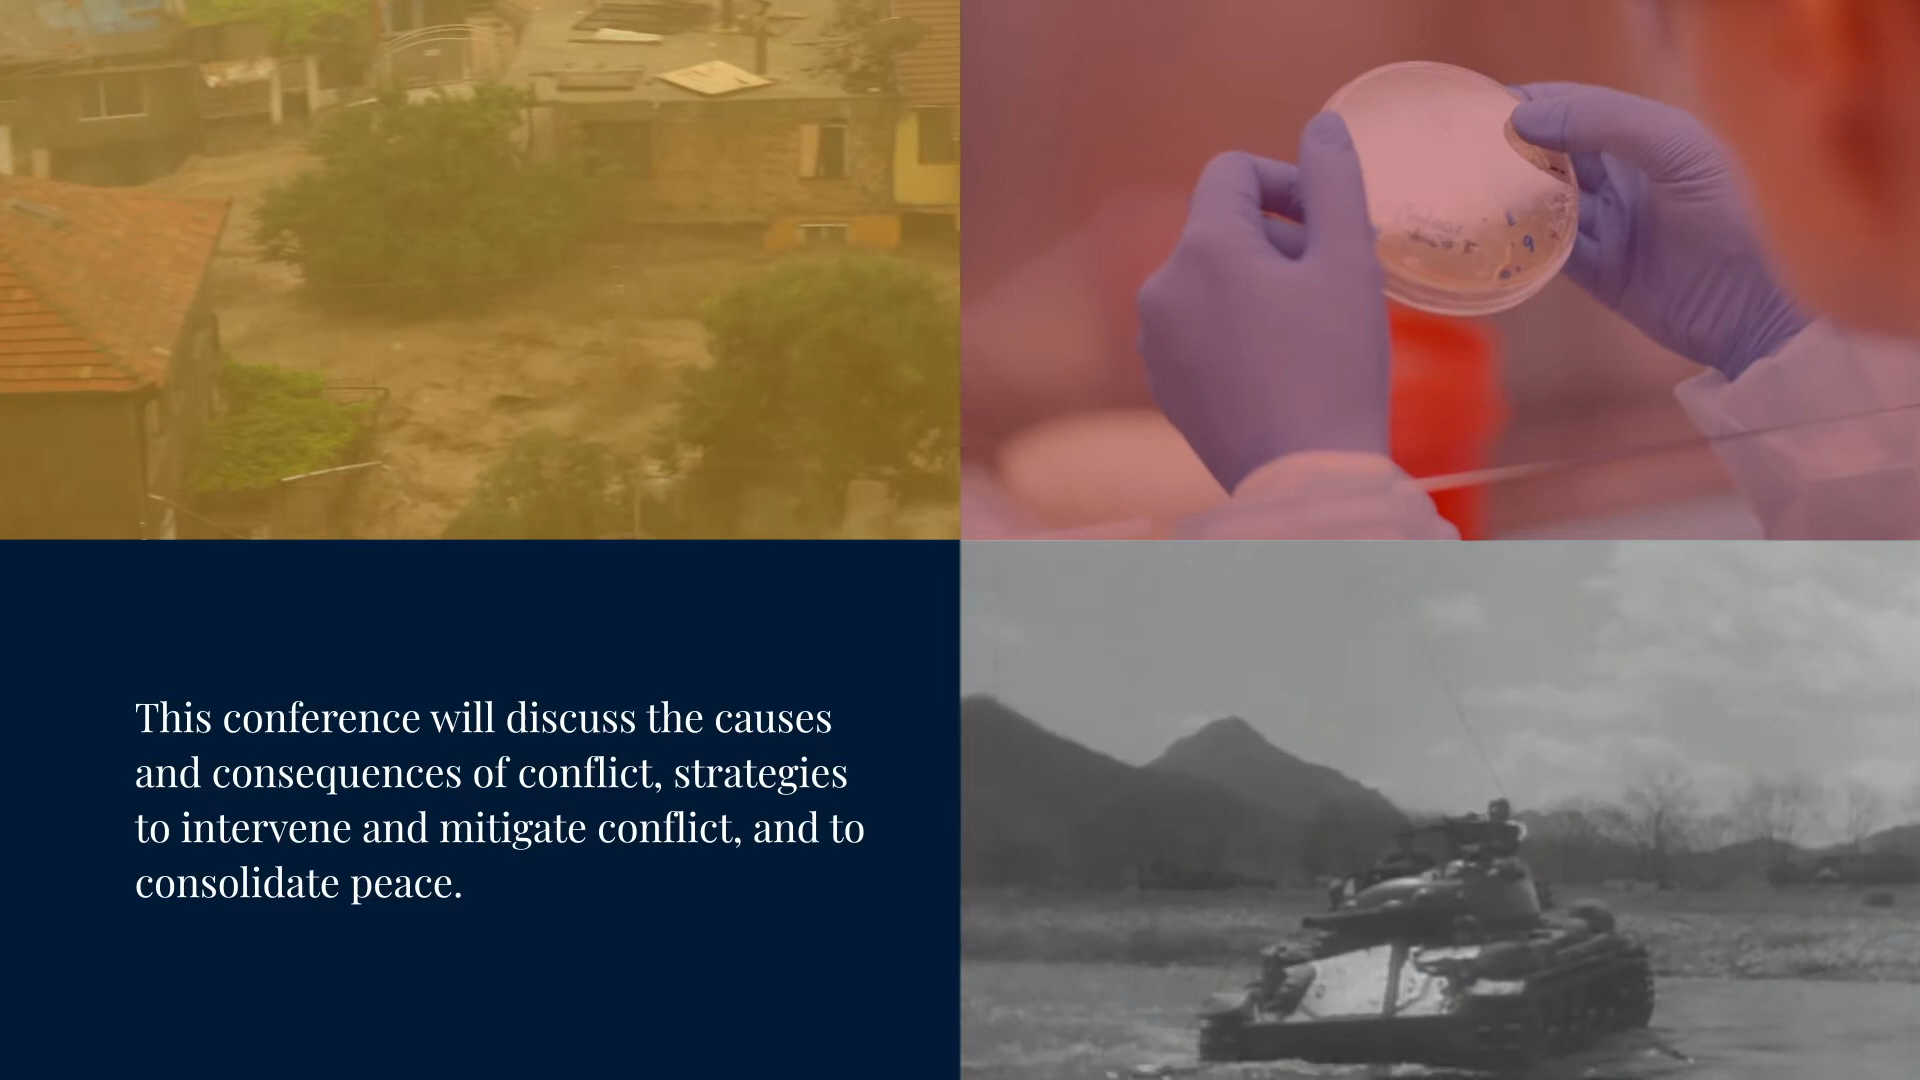 This conference will discuss the causes
and consequences of conflict, strategies
to intervene and mitigate conflict, and to
consolidate peace.